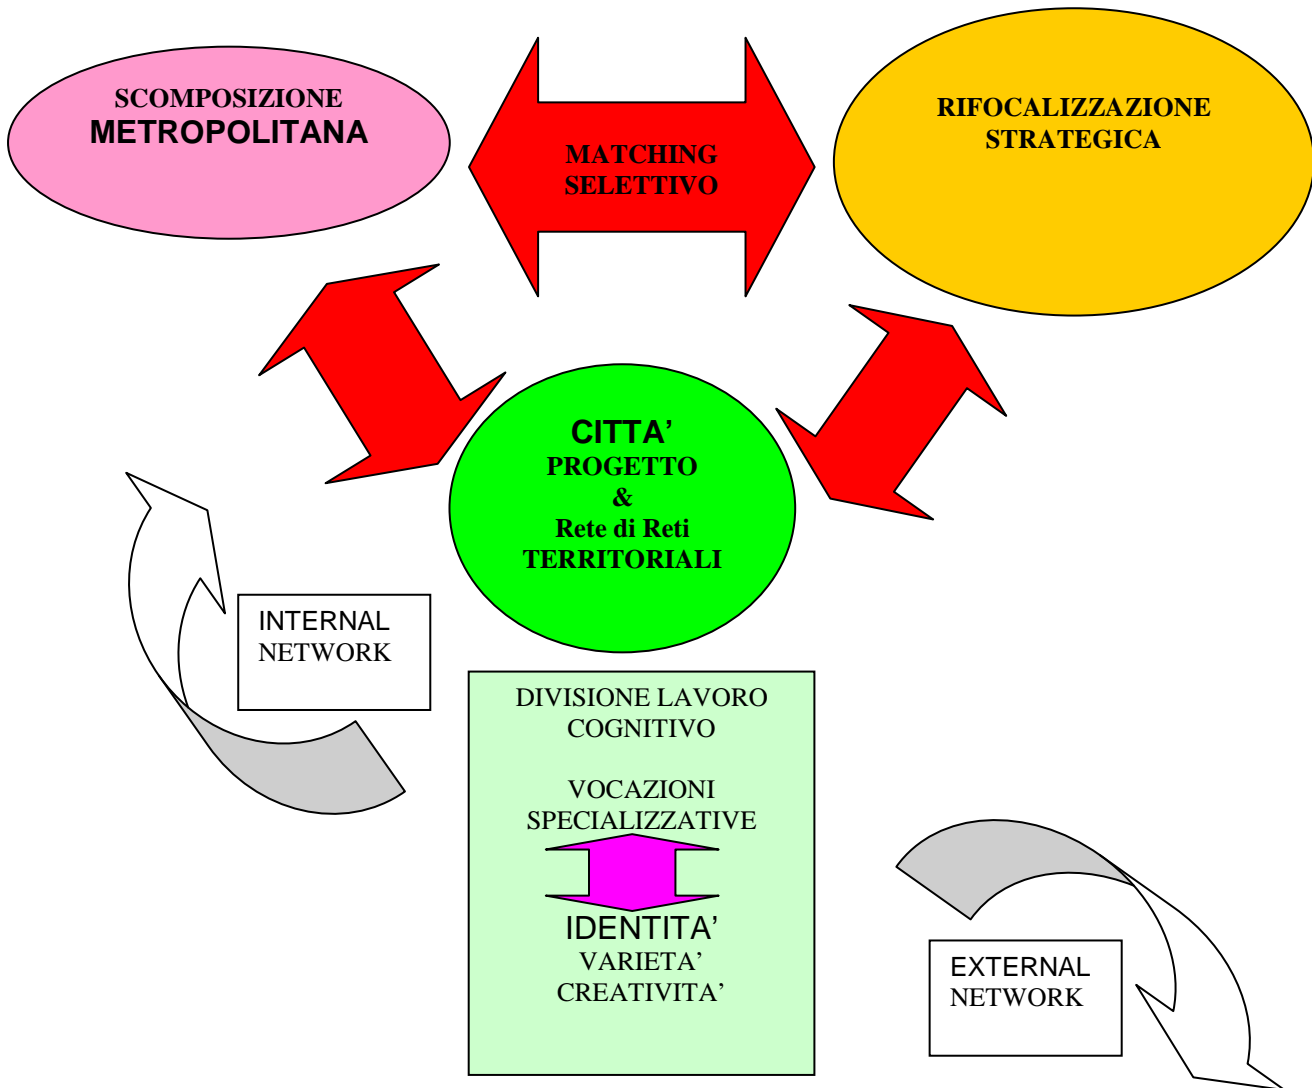 SCOMPOSIZIONE
METROPOLITANA
MATCHING
SELETTIVO
RIFOCALIZZAZIONE
STRATEGICA
CITTA’
PROGETTO
&
Rete di Reti
TERRITORIALI
INTERNAL
NETWORK
DIVISIONE LAVORO
COGNITIVO
VOCAZIONI
SPECIALIZZATIVE
IDENTITA’
VARIETA’
CREATIVITA’
EXTERNAL
NETWORK